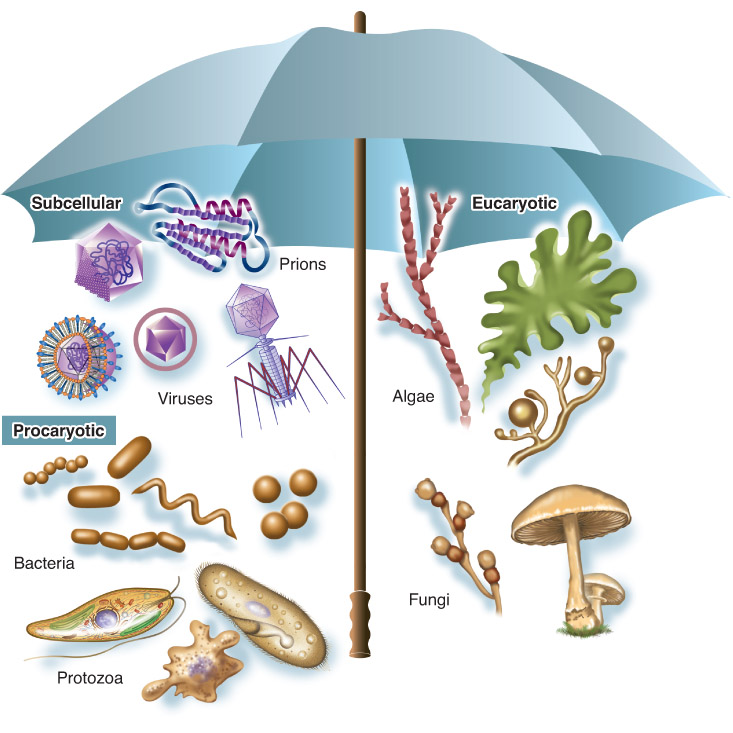 Subcellular
Prions
Viruses
Procaryotic
Bacteria
Protozoa
Eucaryotic
Algae
Fungi